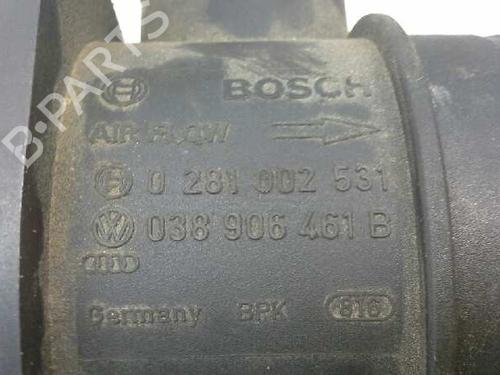 BOSCH
AIR FLOW
0 281 002 531
038 906 461 B
Germany BPK 816
B-PARTS